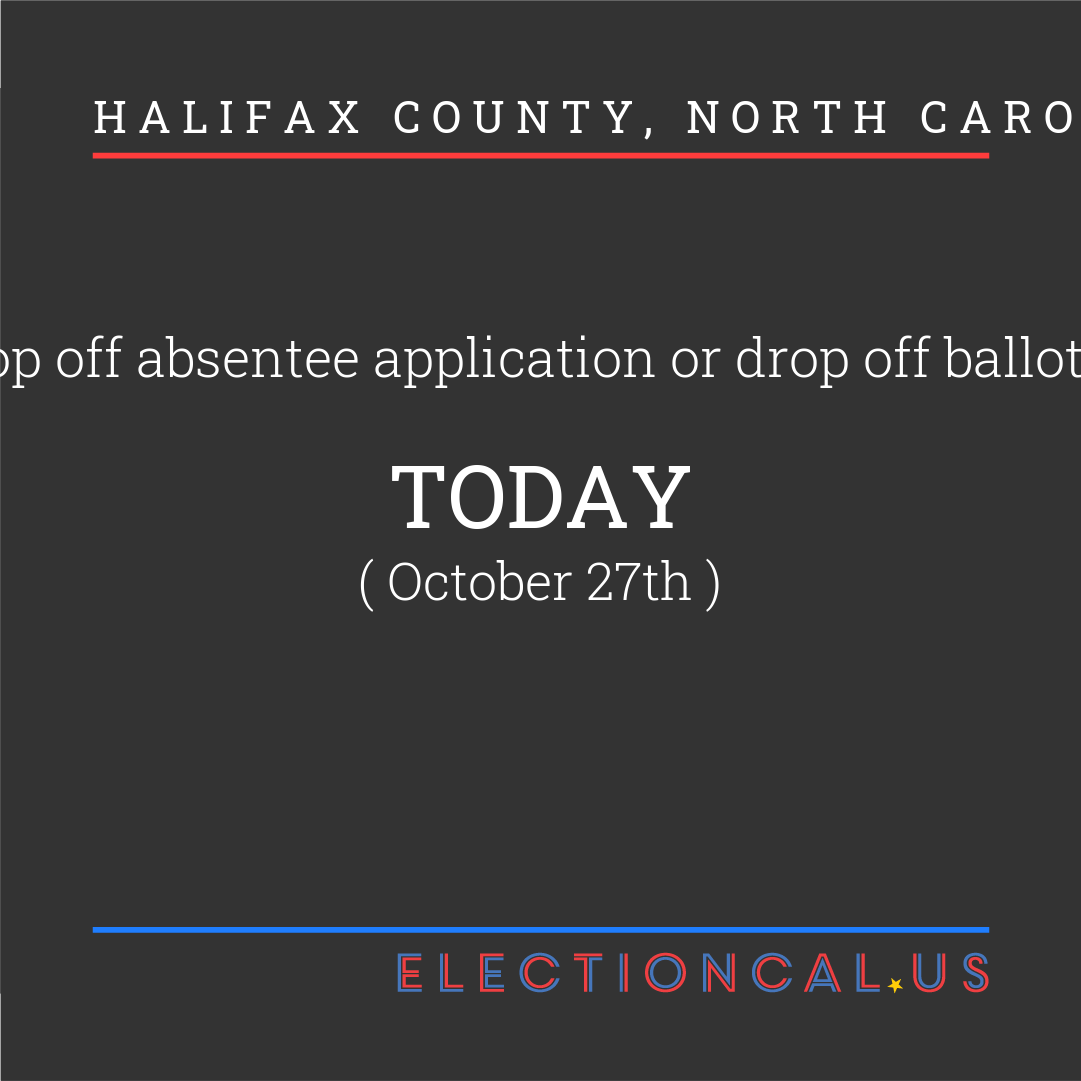 HALIFAX COUNTY, NORTH CARO
op off absentee application or drop off ballot
TODAY
( October 27th )
ELECTIONCAL.US